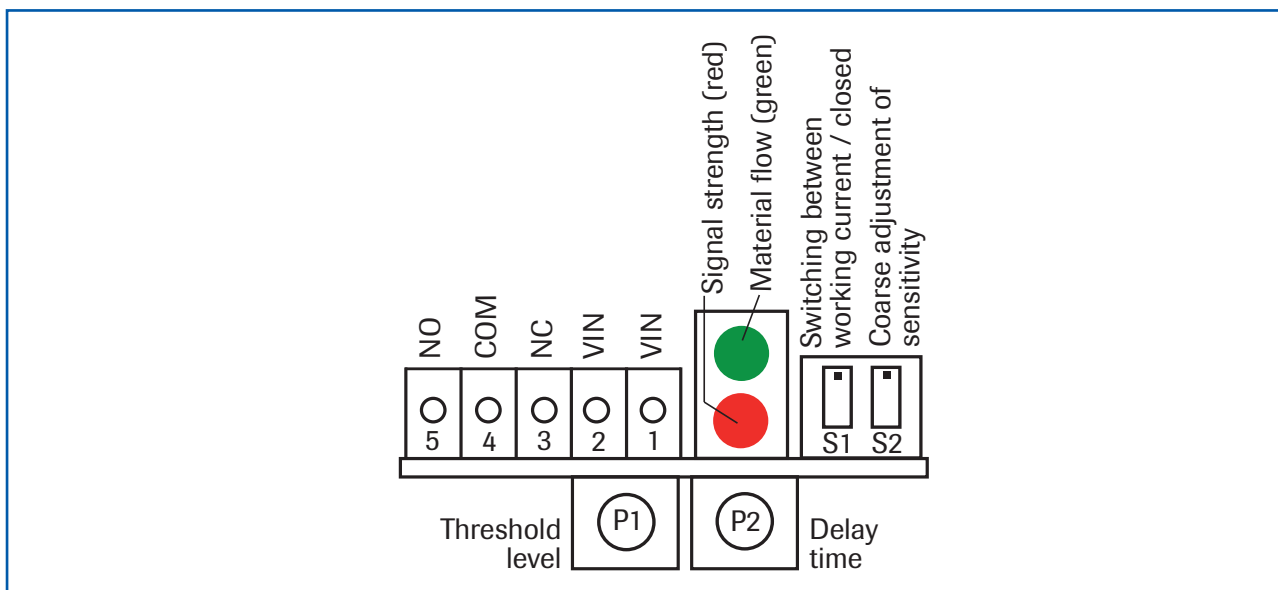 Signal strength (red)
Material flow (green)
Switching between
working current / closed
Coarse adjustment of
sensitivity
NO
COM
NC
VIN
VIN
5
4
3
2
1
S1
S2
Threshold
level
P1
P2
Delay
time